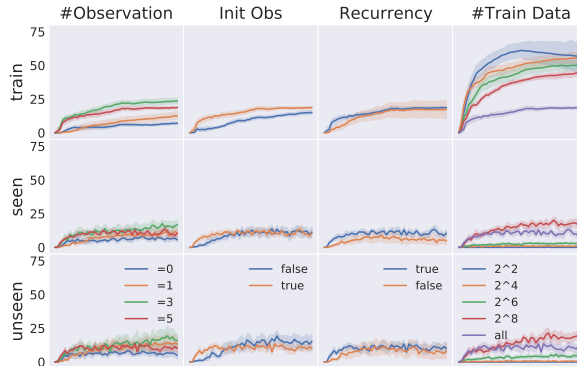 #Observation Init Obs Recurrency #Train Data
train
75
50
25
0
seen
75
50
25
0
unseen
75
50
25
0
=0
=1
=3
=5
false
true
true
false
2^2
2^4
2^6
2^8
all